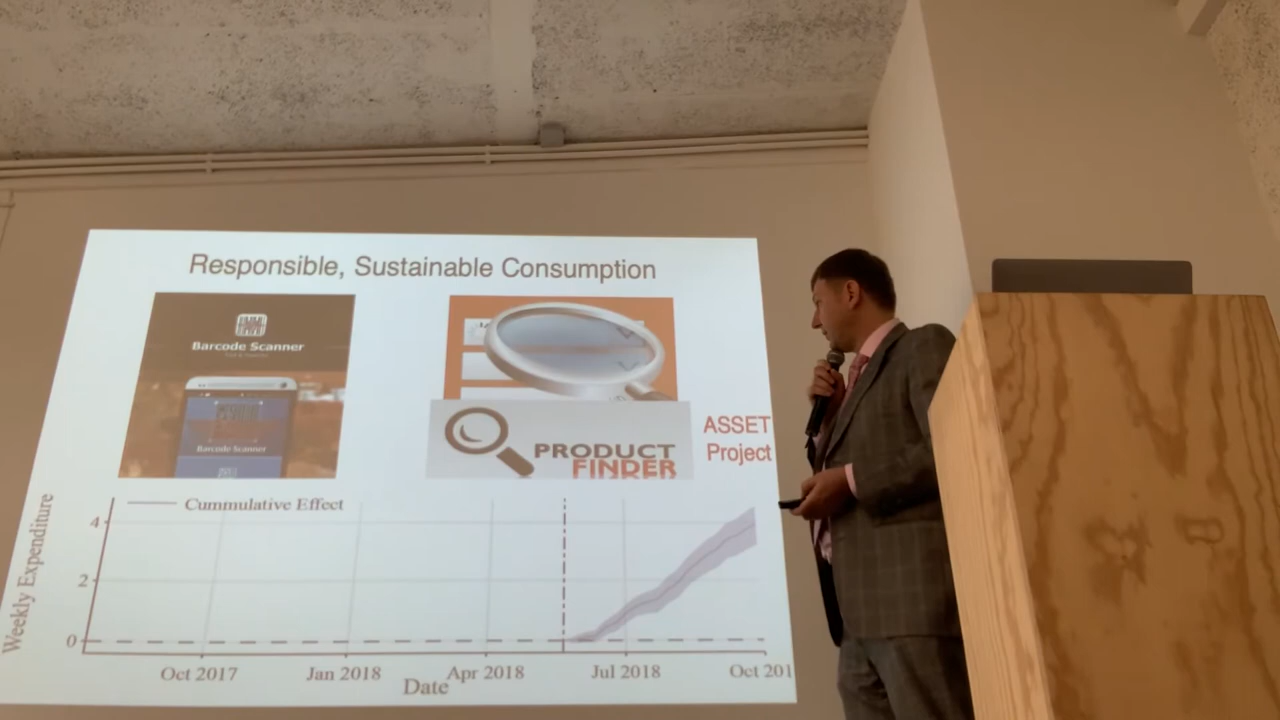 Responsible, Sustainable Consumption
Barcode Scanner
Barcode Scanner
PRODUCT
FINDER
ASSET
Project
Cummulative Effect
Weekly Expenditure
4
2
0
Oct 2017
Jan 2018
Apr 2018
Jul 2018
Oct 201
Date